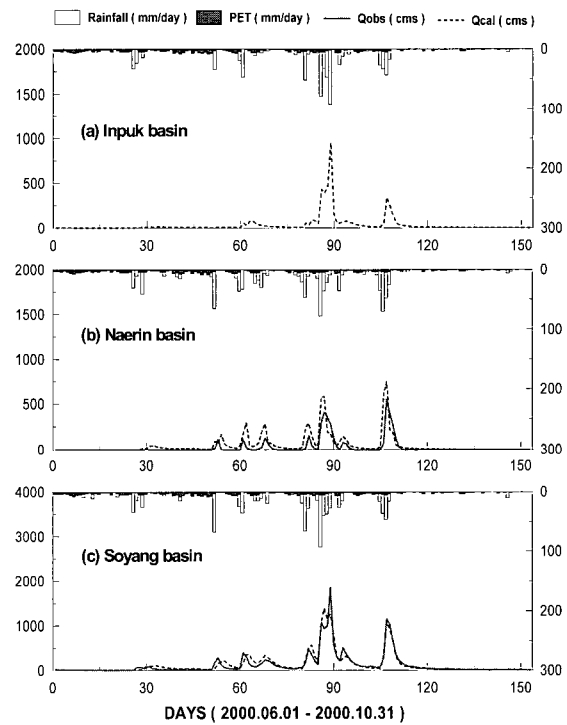 Rainfall ( mm/day ) PET ( mm/day ) Qobs ( cms ) Qcal ( cms )
2000 0
1500 100
(a) Inpuk basin
1000
500 200
0 300
0 30 60 90 120 150
2000 0
1500 100
(b) Naerin basin
1000
500 200
0 300
0 30 60 90 120 150
4000 0
3000 100
(c) Soyang basin
2000
1000 200
0 300
0 30 60 90 120 150
DAYS ( 2000.06.01 - 2000.10.31 )